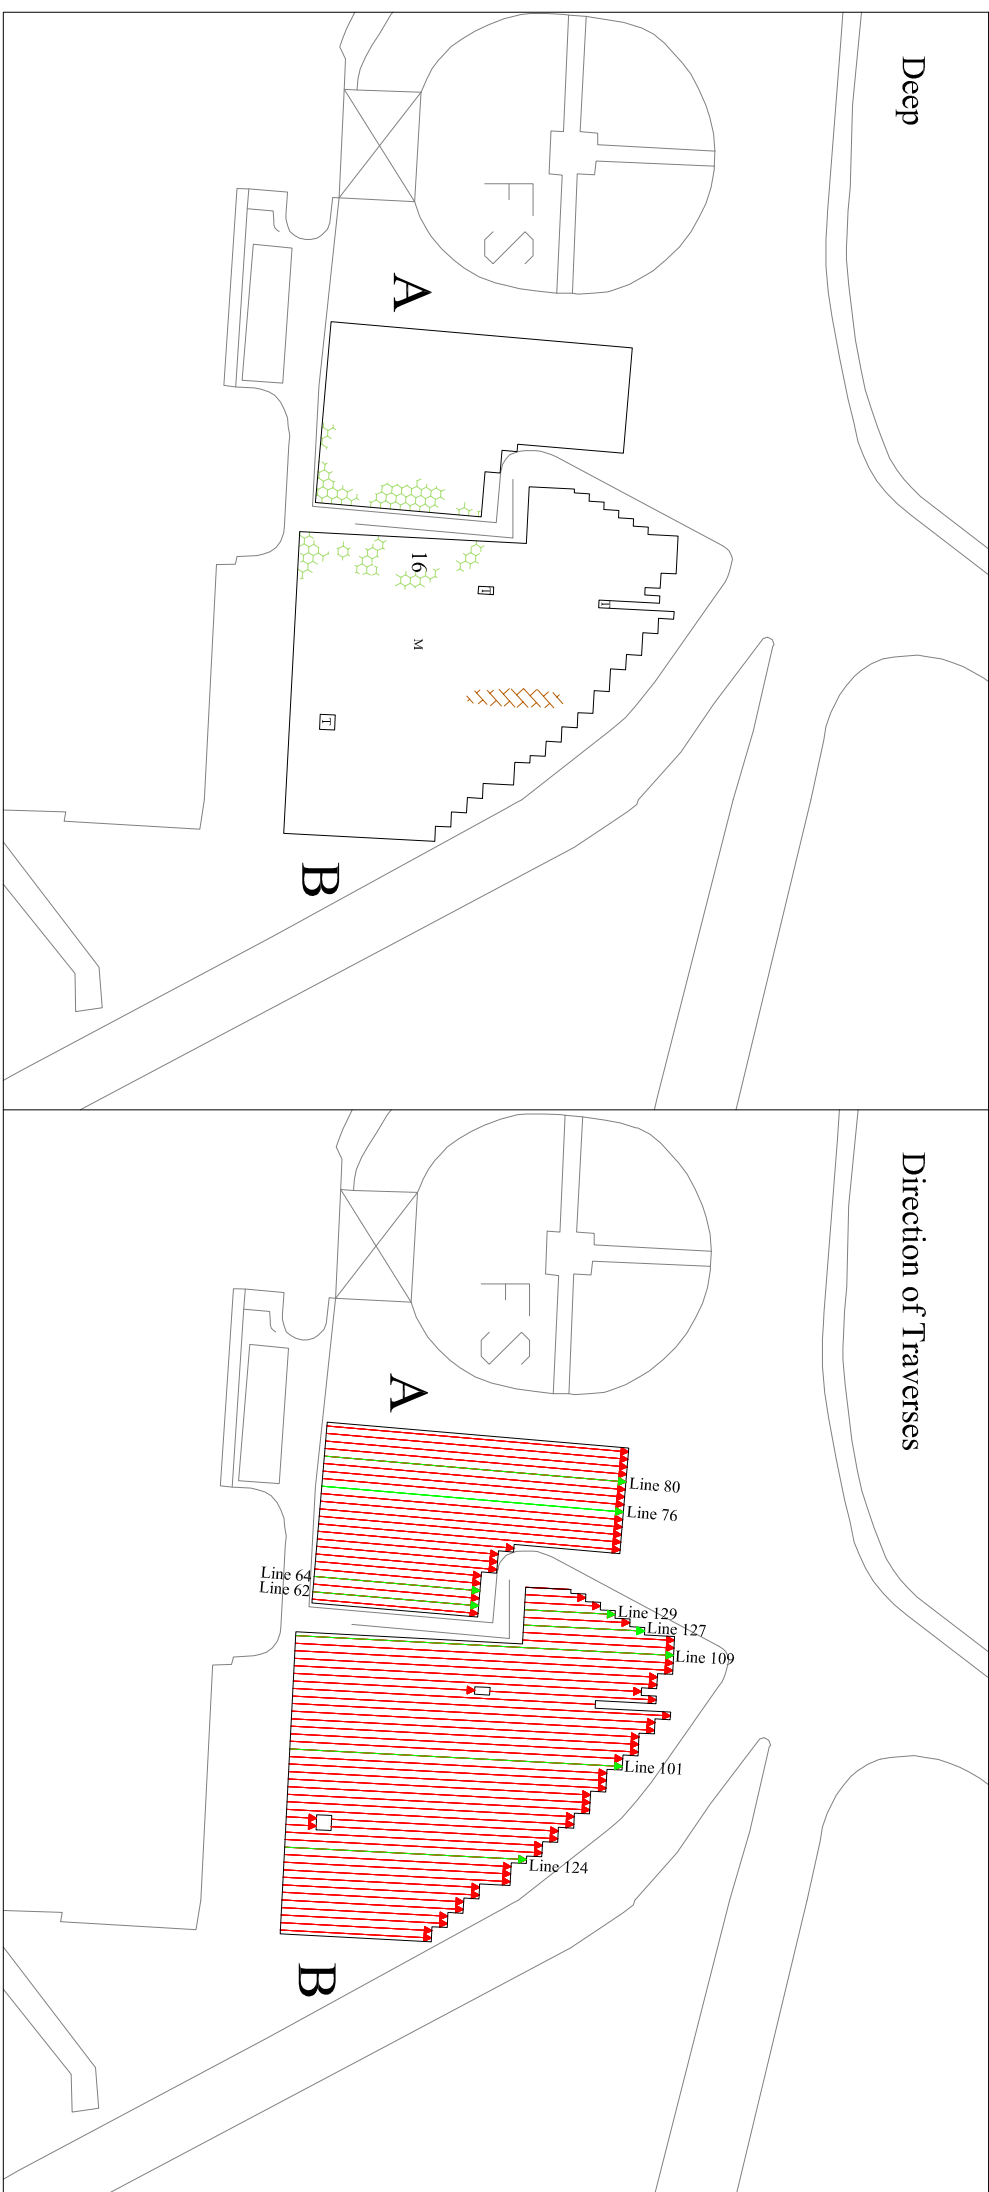 Deep
F S
A
16
I
I
M
T
B
Direction of Traverses
F S
A
Line 80
Line 76
Line 64
Line 62
Line 129
Line 127
Line 109
Line 101
Line 124
B